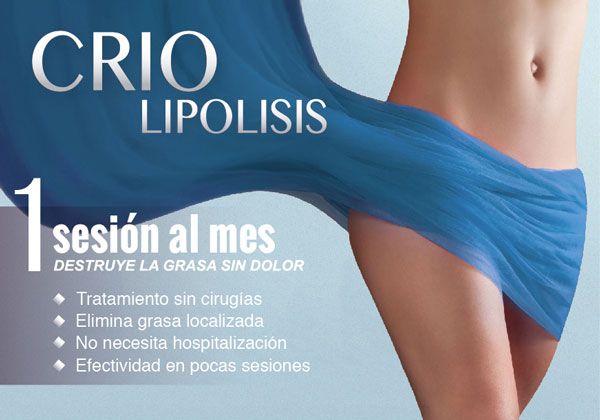 CRIO
LIPOLISIS
1 sesión al mes
DESTRUYE LA GRASA SIN DOLOR
Tratamiento sin cirugías
Elimina grasa localizada
No necesita hospitalización
Efectividad en pocas sesiones